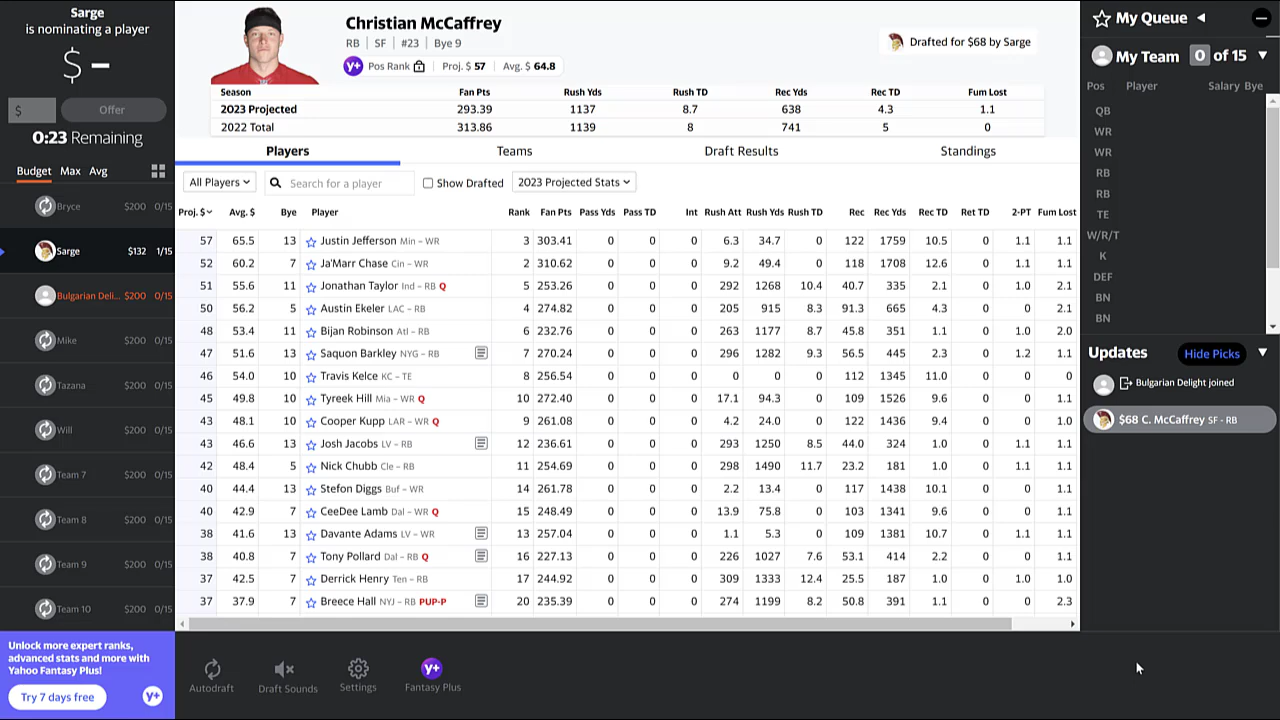 Sarge
is nominating a player
$ –
$ Offer
0:23 Remaining
Budget Max Avg
Bryce $200 0/15
Sarge $132 1/15
Bulgarian Deli... $200 0/15
Mike $200 0/15
Tazana $200 0/15
Will $200 0/15
Team 7 $200 0/15
Team 8 $200 0/15
Team 9 $200 0/15
Team 10 $200 0/15
Unlock more expert ranks,
advanced stats and more with
Yahoo Fantasy Plus!
Try 7 days free y+
Christian McCaffrey
RB | SF | #23 | Bye 9
y+ Pos Rank | Proj. $ 57 | Avg. $ 64.8
Drafted for $68 by Sarge
Season Fan Pts Rush Yds Rush TD Rec Yds Rec TD Fum Lost
2023 Projected 293.39 1137 8.7 638 4.3 1.1
2022 Total 313.86 1139 8 741 5 0
Players Teams Draft Results Standings
All Players Search for a player Show Drafted 2023 Projected Stats
Proj. $ Avg. $ Bye Player Rank Fan Pts Pass Yds Pass TD Int Rush Att Rush Yds Rush TD Rec Rec Yds Rec TD Ret TD 2-PT Fum Lost
57 65.5 13 Justin Jefferson Min - WR 3 303.41 0 0 0 6.3 34.7 0 122 1759 10.5 0 1.1 1.1
52 60.2 7 Ja'Marr Chase Cin - WR 2 310.62 0 0 0 9.2 49.4 0 118 1708 12.6 0 1.1 1.1
51 55.6 11 Jonathan Taylor Ind - RB Q 5 253.26 0 0 0 292 1268 10.4 40.7 335 2.1 0 1.0 2.1
50 56.2 5 Austin Ekeler LAC - RB 4 274.82 0 0 0 205 915 8.3 91.3 665 4.3 0 0 2.1
48 53.4 11 Bijan Robinson Atl - RB 6 232.76 0 0 0 263 1177 8.7 45.8 351 1.1 0 1.0 2.0
47 51.6 13 Saquon Barkley NYG - RB 7 270.24 0 0 0 296 1282 9.3 56.5 445 2.3 0 1.2 1.1
46 54.0 10 Travis Kelce KC - TE 8 256.54 0 0 0 0 0 0 112 1345 11.0 0 0 0
45 49.8 10 Tyreek Hill Mia - WR Q 10 272.40 0 0 0 17.1 94.3 0 109 1526 9.6 0 0 1.1
43 48.1 10 Cooper Kupp LAR - WR Q 9 261.08 0 0 0 4.2 24.0 0 122 1436 9.4 0 0 1.0
43 46.6 13 Josh Jacobs LV - RB 12 236.61 0 0 0 293 1250 8.5 44.0 324 1.0 0 1.1 1.1
42 48.4 5 Nick Chubb Cle - RB 11 254.69 0 0 0 298 1490 11.7 23.2 181 1.0 0 1.1 1.1
40 44.4 13 Stefon Diggs Buf - WR 14 261.78 0 0 0 2.2 13.4 0 117 1438 10.1 0 0 1.1
40 42.9 7 CeeDee Lamb Dal - WR Q 15 248.49 0 0 0 13.9 75.8 0 103 1341 9.6 0 0 1.1
38 41.6 13 Davante Adams LV - WR 13 257.04 0 0 0 1.1 5.3 0 109 1381 10.7 0 1.1 1.1
38 40.8 7 Tony Pollard Dal - RB Q 16 227.13 0 0 0 226 1027 7.6 53.1 414 2.2 0 0 1.1
37 42.5 7 Derrick Henry Ten - RB 17 244.92 0 0 0 309 1333 12.4 25.5 187 1.0 0 1.0 1.0
37 37.9 7 Breece Hall NYJ - RB PUP-P 20 235.39 0 0 0 274 1199 8.2 50.8 391 1.1 0 0 2.3
Autodraft Draft Sounds Settings y+ Fantasy Plus
My Queue
My Team 0 of 15
Pos Player Salary Bye
QB
WR
WR
RB
RB
TE
W/R/T
K
DEF
BN
BN
Updates Hide Picks
Bulgarian Delight joined
$68 C. McCaffrey SF - RB